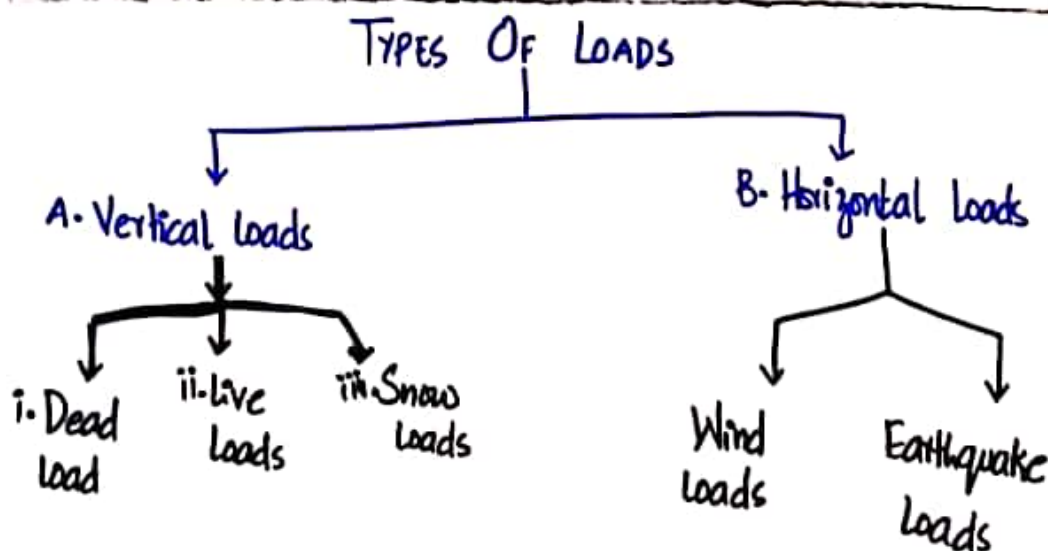 TYPES OF LOADS
A. Vertical Loads
B. Horizontal Loads
i. Dead
load
ii. Live
loads
iii. Snow
loads
Wind
loads
Earthquake
loads